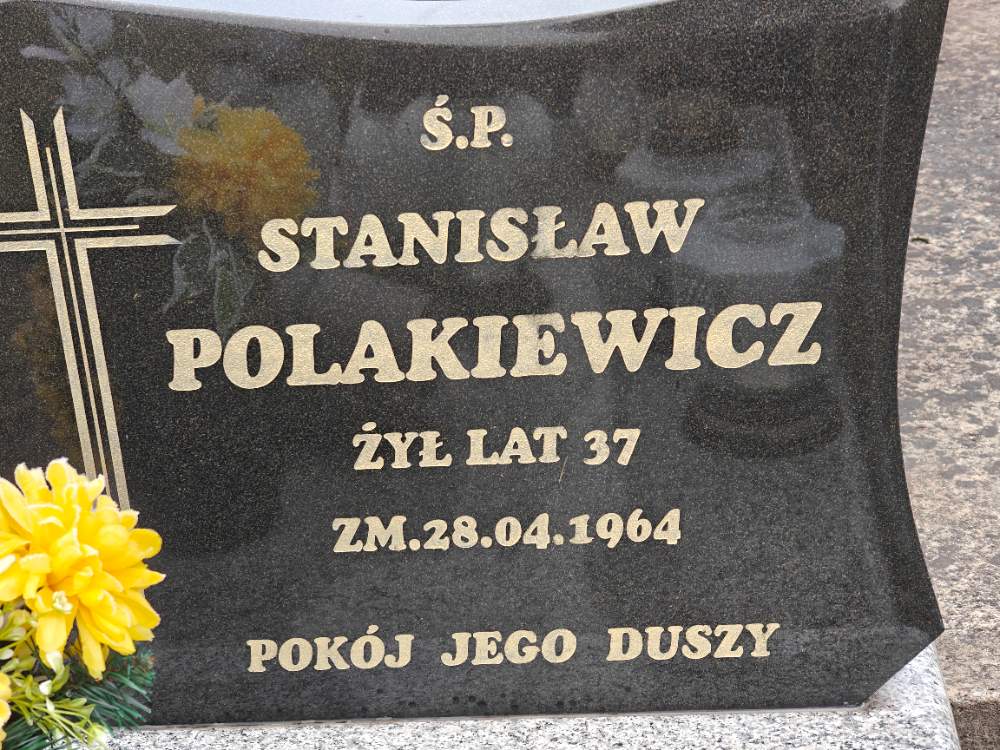 Ś.P.
STANISŁAW
POLAKIEWICZ
ŻYŁ LAT 37
ZM.28.04.1964
POKÓJ JEGO DUSZY